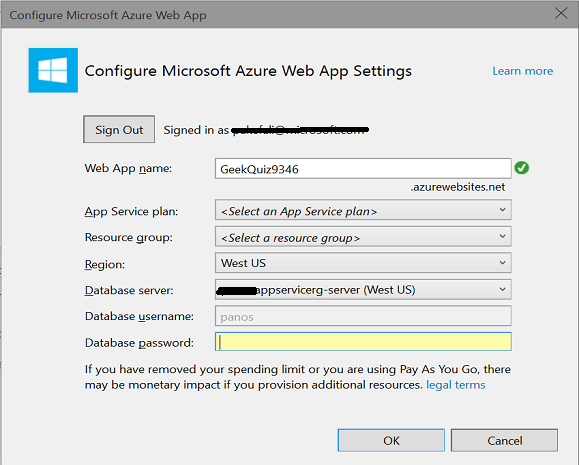 Configure Microsoft Azure Web App
Configure Microsoft Azure Web App Settings
Learn more
Sign Out
Signed in as
Web App name:
GeekQuiz9346
.azurewebsites.net
App Service plan:
<Select an App Service plan>
Resource group:
<Select a resource group>
Region:
West US
Database server:
appservicerg-server (West US)
Database username:
panos
Database password:
If you have removed your spending limit or you are using Pay As You Go, there
may be monetary impact if you provision additional resources. legal terms
OK
Cancel